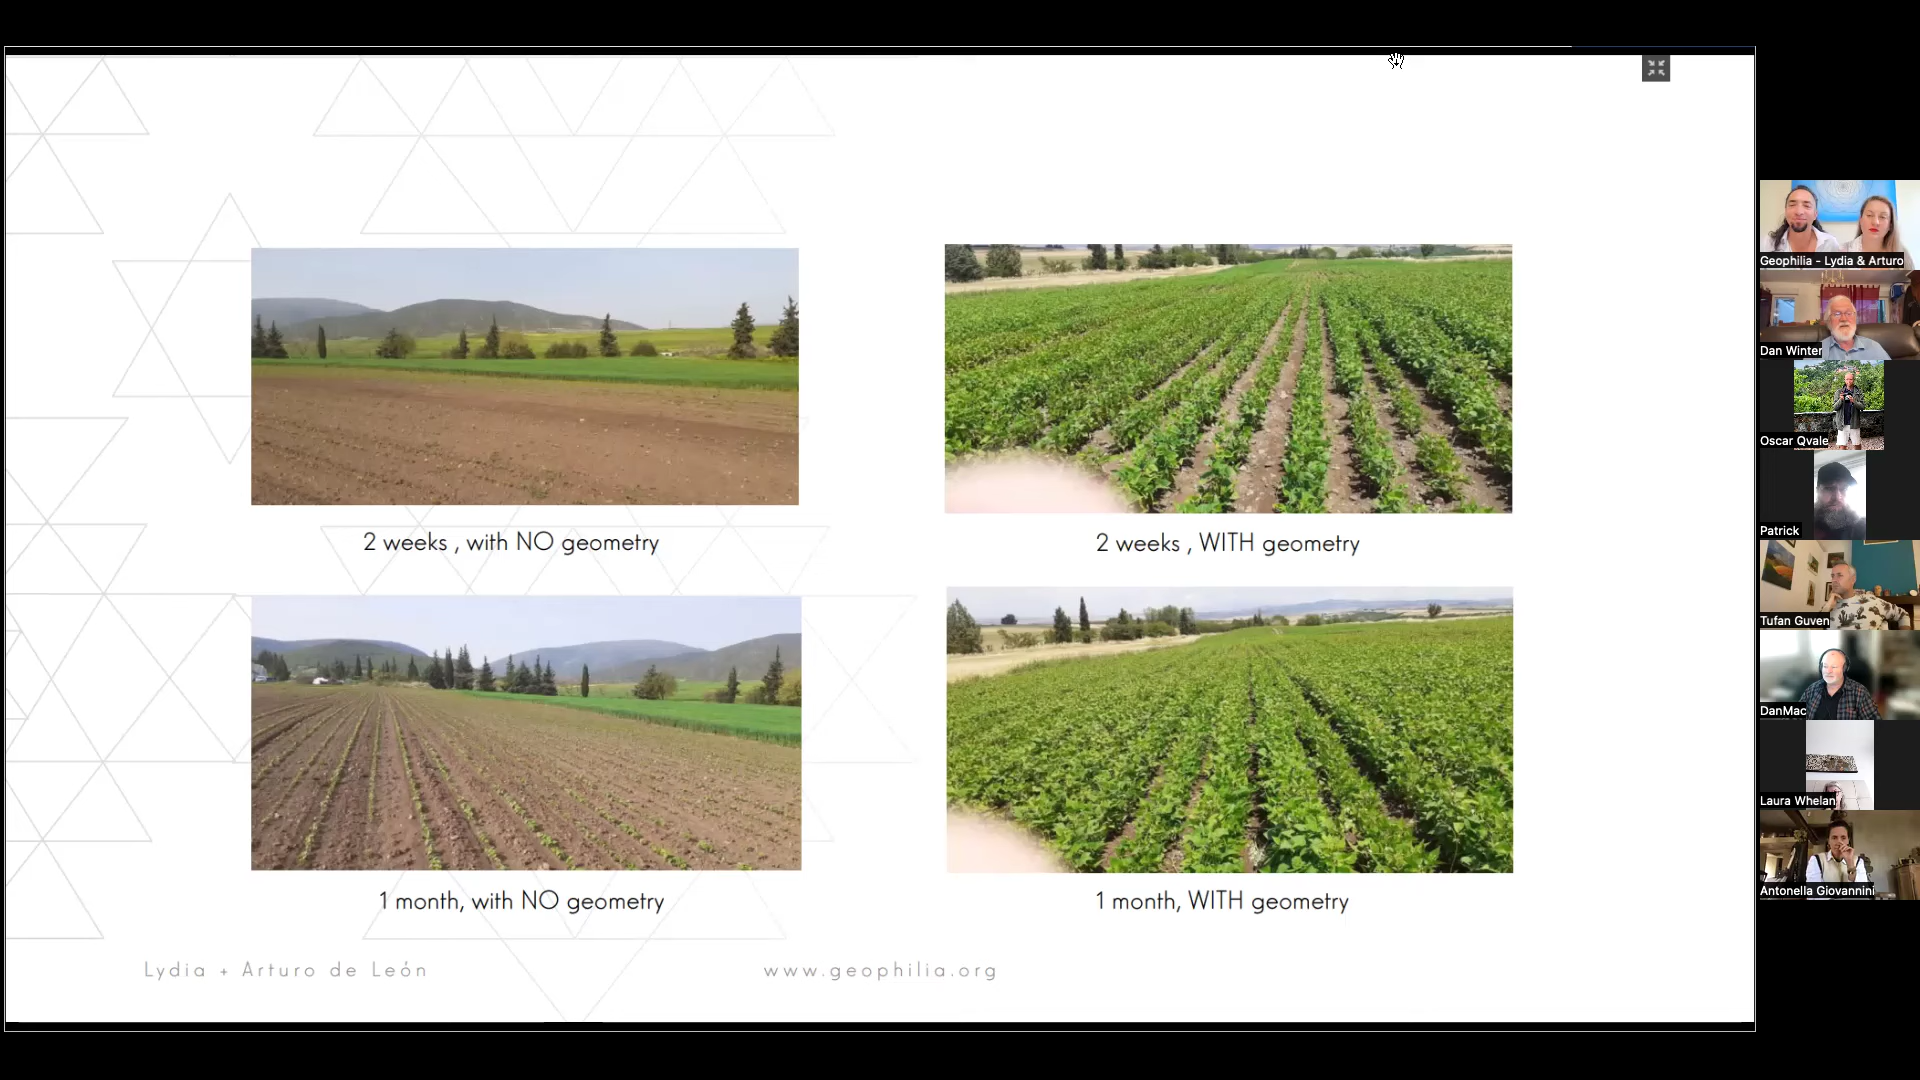 2 weeks , with NO geometry
2 weeks , WITH geometry
1 month, with NO geometry
1 month, WITH geometry
Lydia + Arturo de León
www.geophilia.org
Geophilia - Lydia & Arturo
Dan Winter
Oscar Qvale
Patrick
Tufan Guven
DanMac
Laura Whelan
Antonella Giovannini